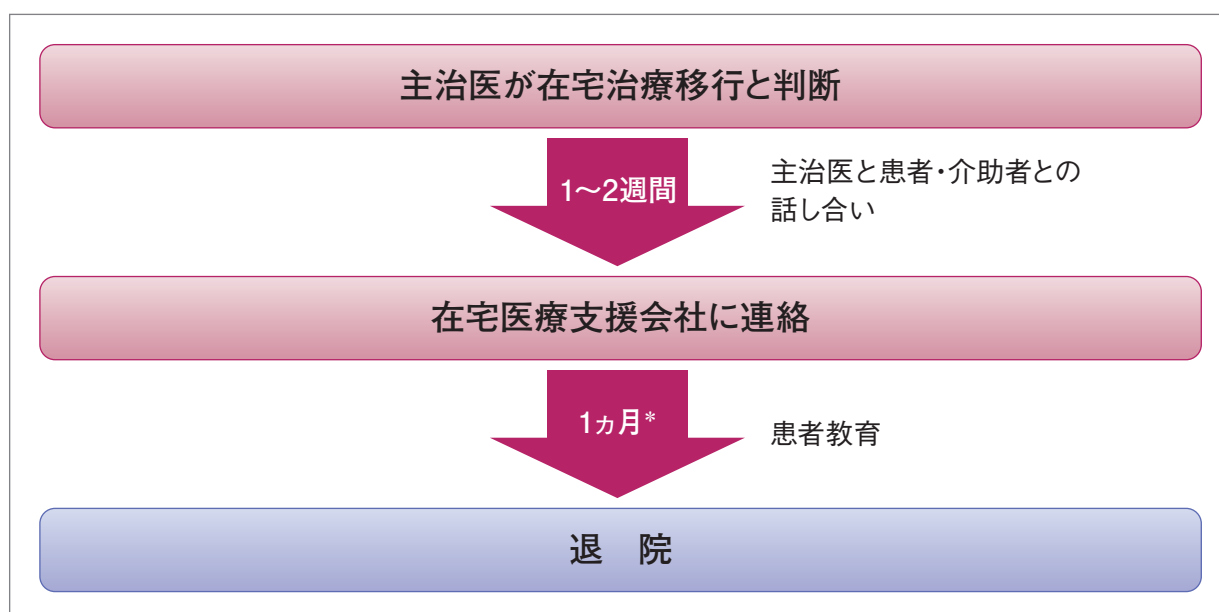 主治医が在宅治療移行と判断
1〜2週間
主治医と患者・介助者との
話し合い
在宅医療支援会社に連絡
1ヵ月*
患者教育
退　院